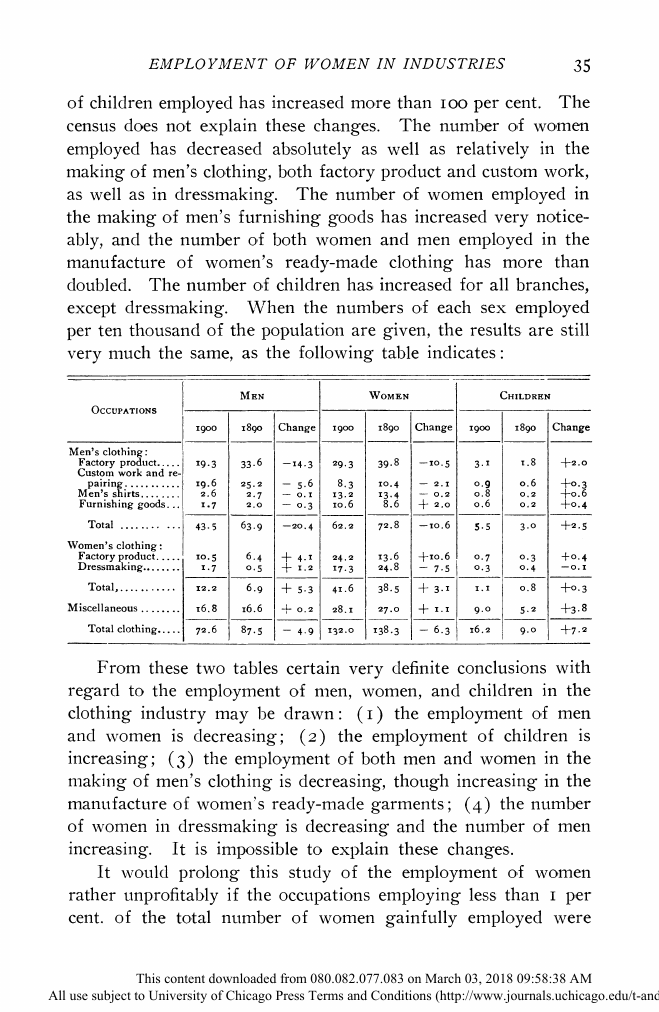 EMPLOYMENT OF WOMEN IN INDUSTRIES 35
of children employed has increased more than 100 per cent. The
census does not explain these changes. The number of women
employed has decreased absolutely as well as relatively in the
making of men's clothing, both factory product and custom work,
as well as in dressmaking. The number of women employed in
the making of men's furnishing goods has increased very notice-
ably, and the number of both women and men employed in the
manufacture of women's ready-made clothing has more than
doubled. The number of children has increased for all branches,
except dressmaking. When the numbers of each sex employed
per ten thousand of the population are given, the results are still
very much the same, as the following table indicates:
OCCUPATIONS MEN WOMEN CHILDREN
1900 1890 Change 1900 1890 Change 1900 1890 Change
Men's clothing:
Factory product..... 19.3 33.6 —14.3 29.3 39.8 —10.5 3.1 1.8 +2.0
Custom work and re-
pairing........... 19.6 25.2 — 5.6 8.3 10.4 — 2.1 0.9 0.6 +0.3
Men's shirts........ 2.6 2.7 — 0.1 13.2 13.4 — 0.2 0.8 0.2 +0.6
Furnishing goods... 1.7 2.0 — 0.3 10.6 8.6 + 2.0 0.6 0.2 +0.4
Total ........ ... 43.5 63.9 —20.4 62.2 72.8 —10.6 5.5 3.0 +2.5
Women's clothing:
Factory product..... 10.5 6.4 + 4.1 24.2 13.6 +10.6 0.7 0.3 +0.4
Dressmaking........ 1.7 0.5 + 1.2 17.3 24.8 — 7.5 0.3 0.4 —0.1
Total,........... 12.2 6.9 + 5.3 41.6 38.5 + 3.1 1.1 0.8 +0.3
Miscellaneous ........ 16.8 16.6 + 0.2 28.1 27.0 + 1.1 9.0 5.2 +3.8
Total clothing..... 72.6 87.5 — 4.9 132.0 138.3 — 6.3 16.2 9.0 +7.2
From these two tables certain very definite conclusions with
regard to the employment of men, women, and children in the
clothing industry may be drawn: (1) the employment of men
and women is decreasing; (2) the employment of children is
increasing; (3) the employment of both men and women in the
making of men's clothing is decreasing, though increasing in the
manufacture of women's ready-made garments; (4) the number
of women in dressmaking is decreasing and the number of men
increasing. It is impossible to explain these changes.
It would prolong this study of the employment of women
rather unprofitably if the occupations employing less than 1 per
cent. of the total number of women gainfully employed were
This content downloaded from 080.082.077.083 on March 03, 2018 09:58:38 AM
All use subject to University of Chicago Press Terms and Conditions (http://www.journals.uchicago.edu/t-and